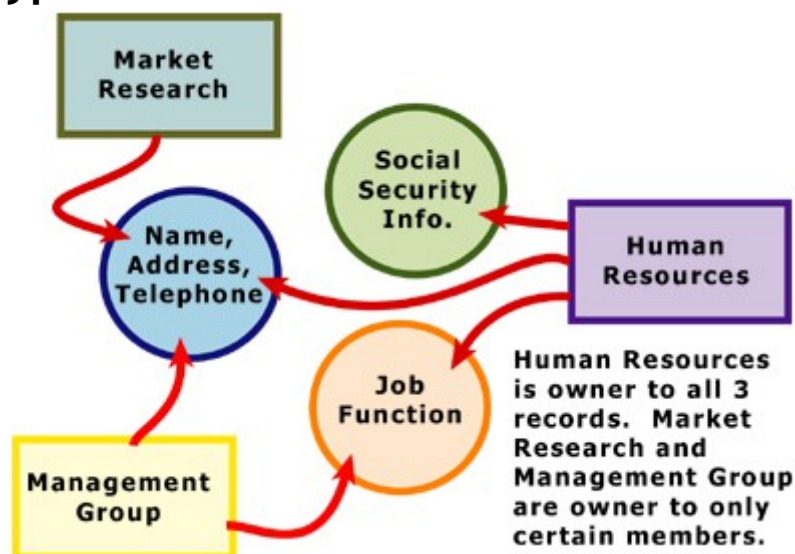 Market
Research
Social
Security
Info.
Name,
Address,
Telephone
Human
Resources
Job
Function
Management
Group
Human Resources
is owner to all 3
records. Market
Research and
Management Group
are owner to only
certain members.